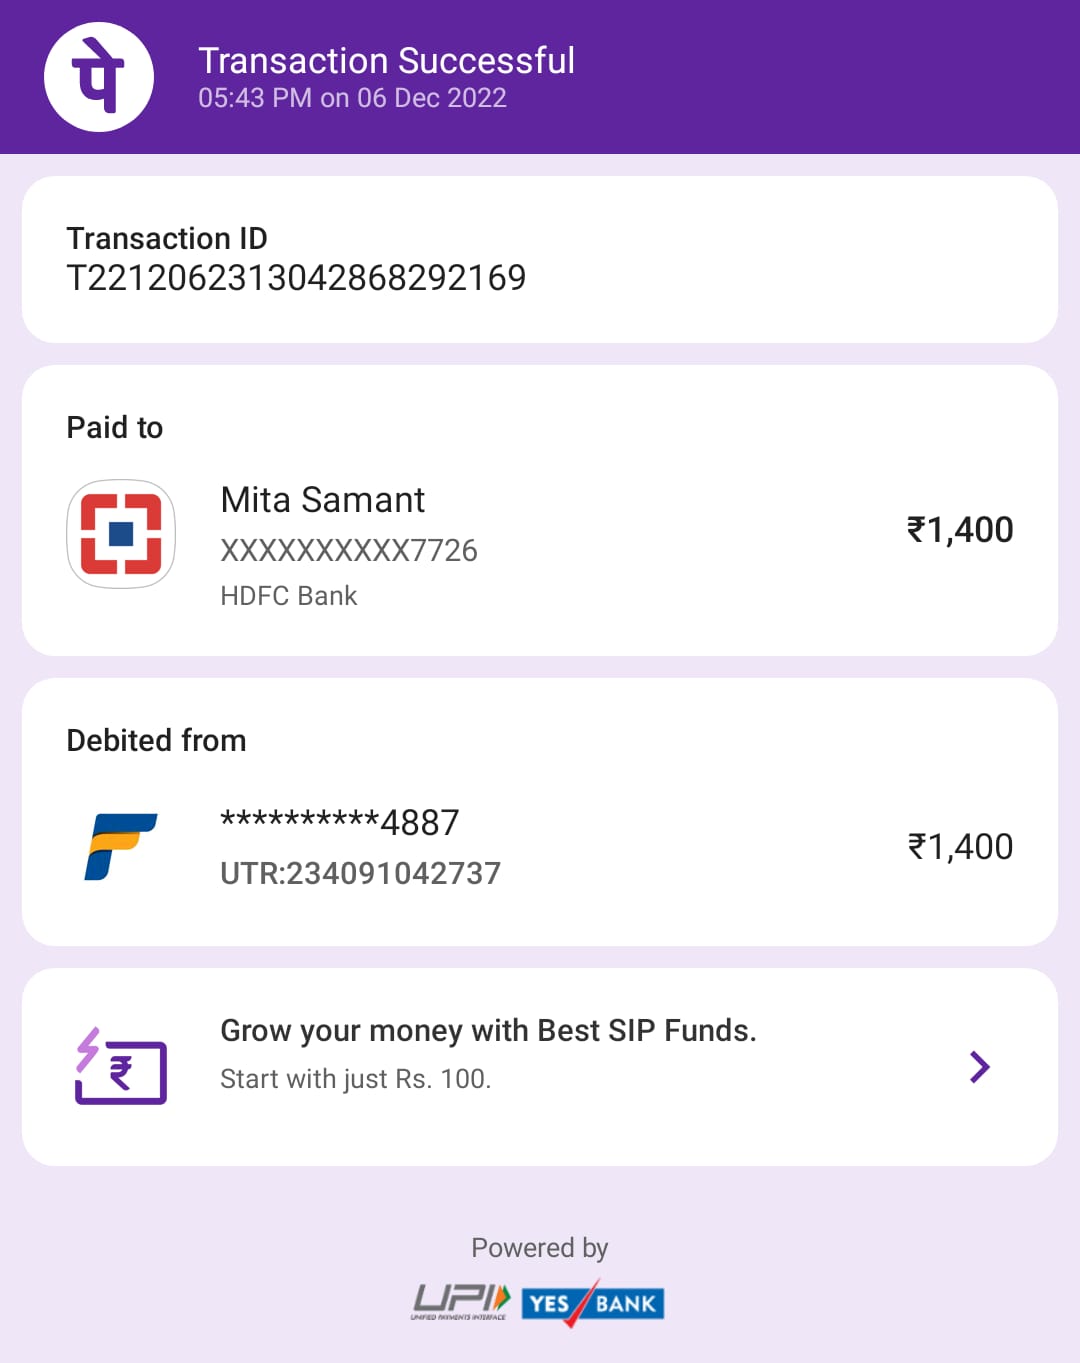 पे
Transaction Successful
05:43 PM on 06 Dec 2022
Transaction ID
T2212062313042868292169
Paid to
Mita Samant
XXXXXXXXXX7726
HDFC Bank
₹1,400
Debited from
**********4887
UTR:234091042737
₹1,400
₹
Grow your money with Best SIP Funds.
Start with just Rs. 100.
Powered by
UPI
UNIFIED PAYMENTS INTERFACE
YES BANK